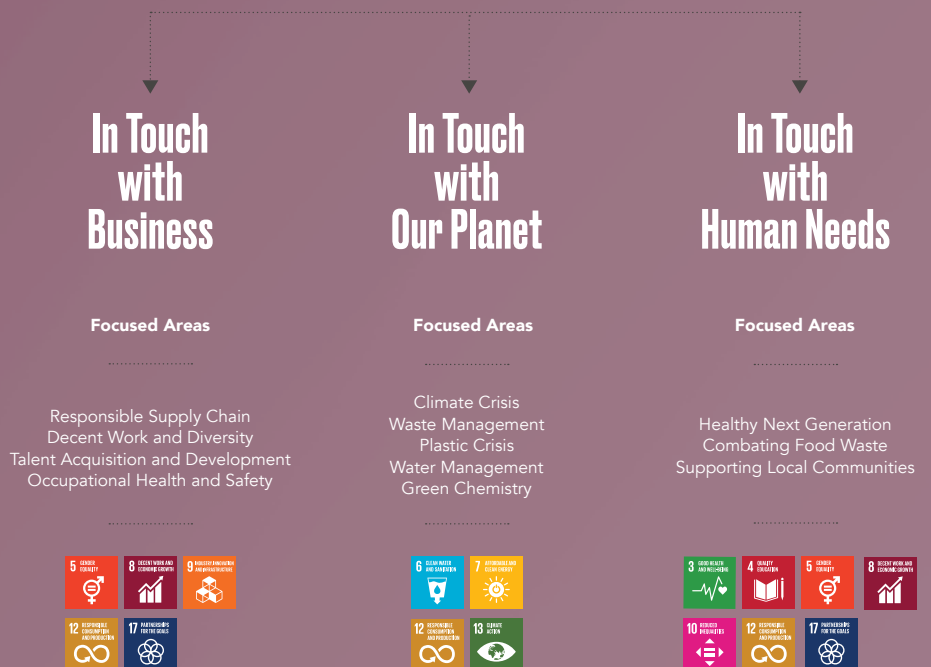 In Touch
with
Business
Focused Areas
Responsible Supply Chain
Decent Work and Diversity
Talent Acquisition and Development
Occupational Health and Safety
5 GENDER
EQUALITY
8 DECENT WORK AND
ECONOMIC GROWTH
9 INDUSTRY, INNOVATION
AND INFRASTRUCTURE
12 RESPONSIBLE
CONSUMPTION
AND PRODUCTION
17 PARTNERSHIPS
FOR THE GOALS
In Touch
with
Our Planet
Focused Areas
Climate Crisis
Waste Management
Plastic Crisis
Water Management
Green Chemistry
6 CLEAN WATER
AND SANITATION
7 AFFORDABLE AND
CLEAN ENERGY
12 RESPONSIBLE
CONSUMPTION
AND PRODUCTION
13 CLIMATE
ACTION
In Touch
with
Human Needs
Focused Areas
Healthy Next Generation
Combating Food Waste
Supporting Local Communities
3 GOOD HEALTH
AND WELL-BEING
4 QUALITY
EDUCATION
5 GENDER
EQUALITY
8 DECENT WORK AND
ECONOMIC GROWTH
10 REDUCED
INEQUALITIES
12 RESPONSIBLE
CONSUMPTION
AND PRODUCTION
17 PARTNERSHIPS
FOR THE GOALS